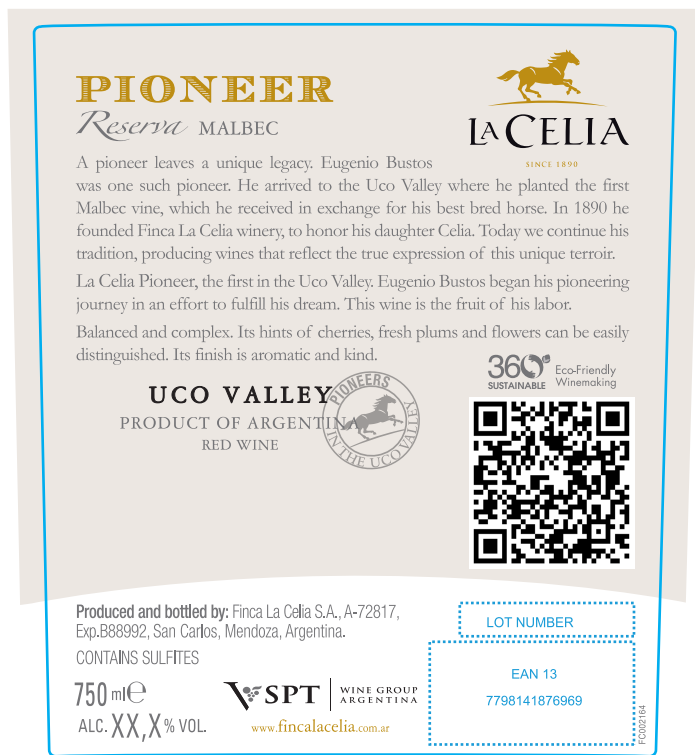 PIONEER
Reserva MALBEC
LA CELIA
SINCE 1890
A pioneer leaves a unique legacy. Eugenio Bustos
was one such pioneer. He arrived to the Uco Valley where he planted the first
Malbec vine, which he received in exchange for his best bred horse. In 1890 he
founded Finca La Celia winery, to honor his daughter Celia. Today we continue his
tradition, producing wines that reflect the true expression of this unique terroir.
La Celia Pioneer, the first in the Uco Valley. Eugenio Bustos began his pioneering
journey in an effort to fulfill his dream. This wine is the fruit of his labor.
Balanced and complex. Its hints of cherries, fresh plums and flowers can be easily
distinguished. Its finish is aromatic and kind.
360°
SUSTAINABLE
Eco-Friendly
Winemaking
UCO VALLEY
PRODUCT OF ARGENTINA
RED WINE
PIONEERS
IN THE UCO VALLEY
Produced and bottled by: Finca La Celia S.A., A-72817,
Exp.B88992, San Carlos, Mendoza, Argentina.
CONTAINS SULFITES
750 ml e
ALC. XX,X % VOL.
VSPT
WINE GROUP
ARGENTINA
www.fincalacelia.com.ar
LOT NUMBER
EAN 13
7798141876969
FC002164